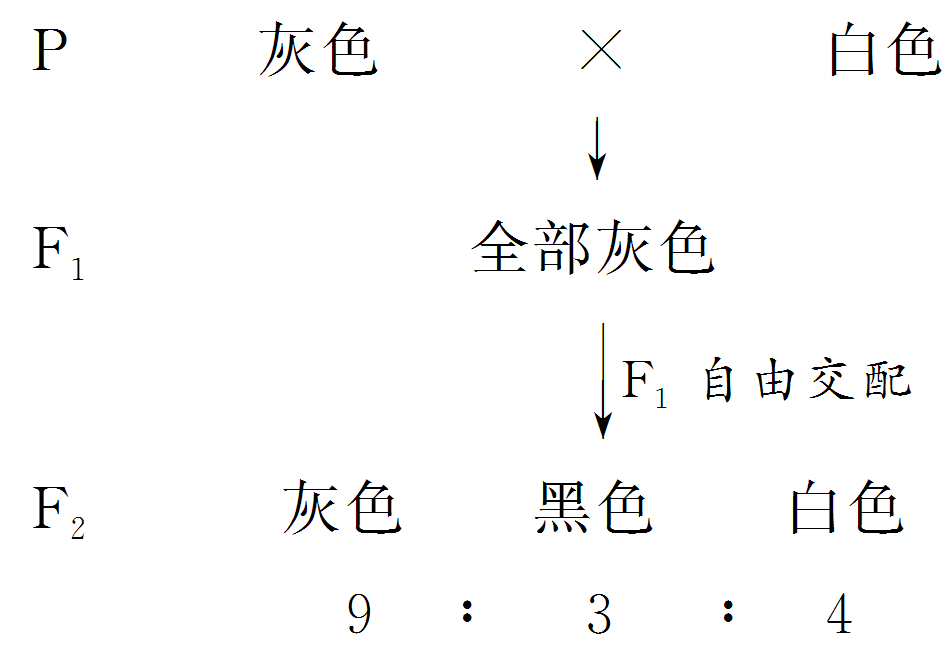 P 灰色 × 白色
F₁ 全部灰色
F₁ 自由交配
F₂ 灰色 黑色 白色
9 : 3 : 4